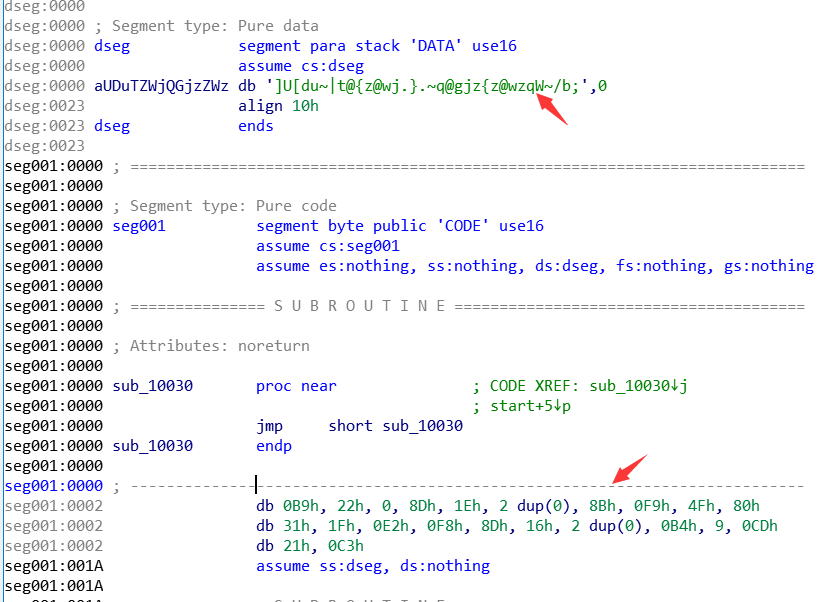 dseg:0000
dseg:0000 ; Segment type: Pure data
dseg:0000 dseg segment para stack 'DATA' use16
dseg:0000 assume cs:dseg
dseg:0000 aUDuTZWjQGjzZWz db ']U[du~|t@{z@wj.}.~q@gjz{z@wzqW~/b;',0
dseg:0023 align 10h
dseg:0023 dseg ends
dseg:0023
seg001:0000 ; ===========================================================================
seg001:0000
seg001:0000 ; Segment type: Pure code
seg001:0000 seg001 segment byte public 'CODE' use16
seg001:0000 assume cs:seg001
seg001:0000 assume es:nothing, ss:nothing, ds:dseg, fs:nothing, gs:nothing
seg001:0000
seg001:0000 ; =============== S U B R O U T I N E =======================================
seg001:0000
seg001:0000 ; Attributes: noreturn
seg001:0000
seg001:0000 sub_10030 proc near ; CODE XREF: sub_10030↓j
seg001:0000 ; start+5↓p
seg001:0000 jmp short sub_10030
seg001:0000 sub_10030 endp
seg001:0000
seg001:0000 ; ---------------------------------------------------------------------------
seg001:0002 db 0B9h, 22h, 0, 8Dh, 1Eh, 2 dup(0), 8Bh, 0F9h, 4Fh, 80h
seg001:0002 db 31h, 1Fh, 0E2h, 0F8h, 8Dh, 16h, 2 dup(0), 0B4h, 9, 0CDh
seg001:0002 db 21h, 0C3h
seg001:001A assume ss:dseg, ds:nothing
seg001:001A